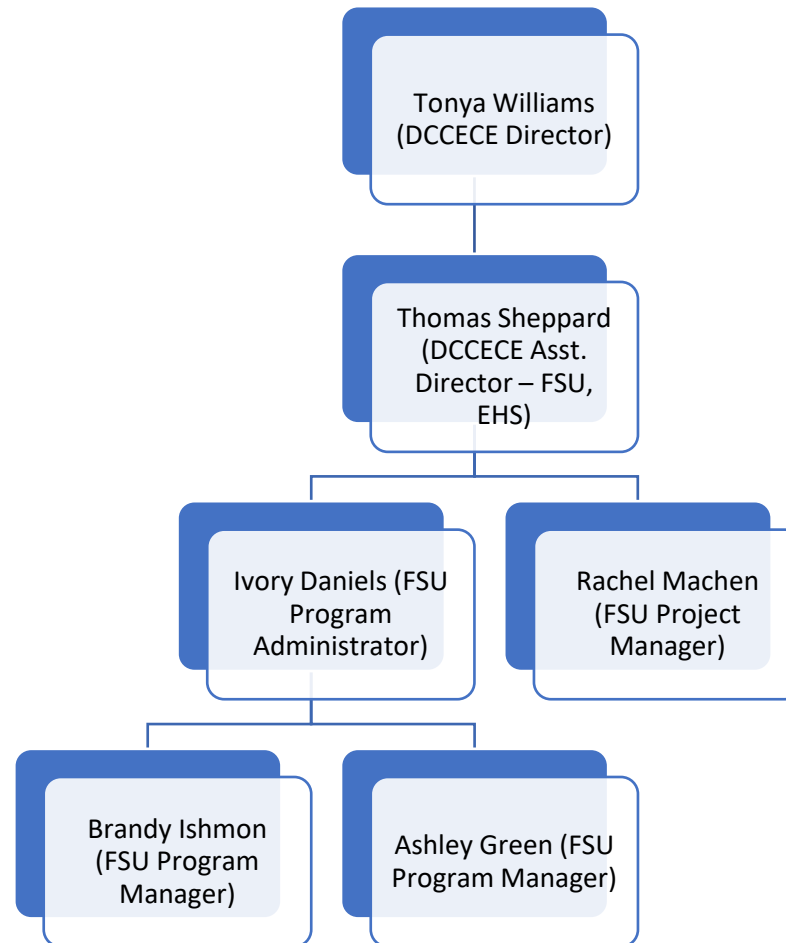 Tonya Williams
(DCCECE Director)
Thomas Sheppard
(DCCECE Asst.
Director – FSU,
EHS)
Ivory Daniels (FSU
Program
Administrator)
Rachel Machen
(FSU Project
Manager)
Brandy Ishmon
(FSU Program
Manager)
Ashley Green (FSU
Program Manager)